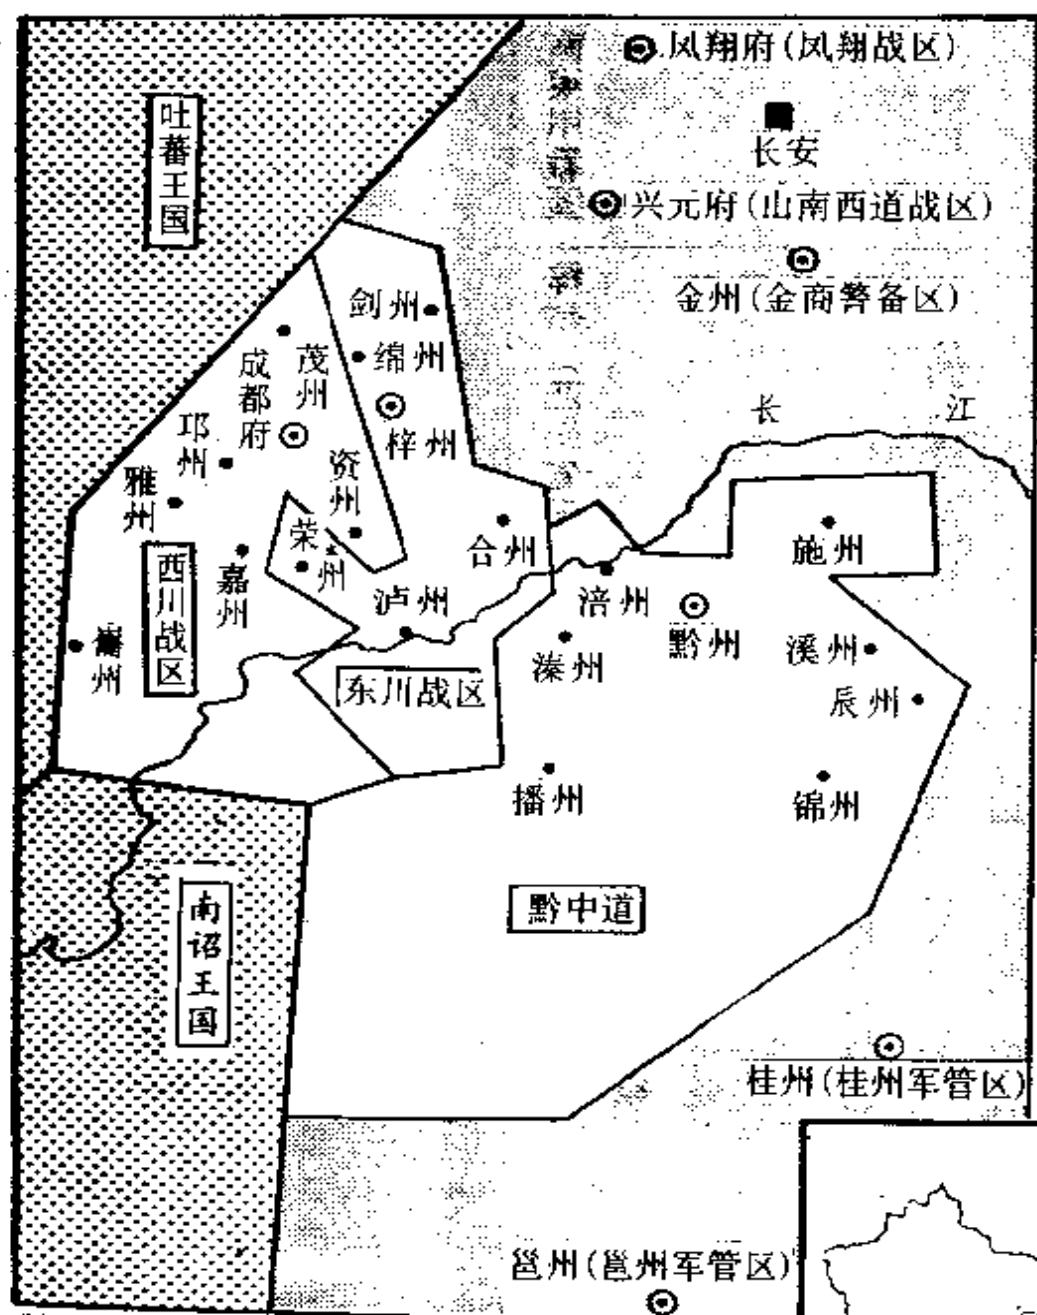 凤翔府(凤翔战区)
长安
吐蕃王国
兴元府(山南西道战区)
金州(金商警备区)
剑州
绵州
茂州
成都府
梓州
长江
邛州
资州
雅州
荣州
合州
施州
嘉州
西川战区
泸州
涪州
黔州
溱州
溪州
东川战区
辰州
播州
锦州
黔中道
南诏王国
桂州(桂州军管区)
邕州(邕州军管区)